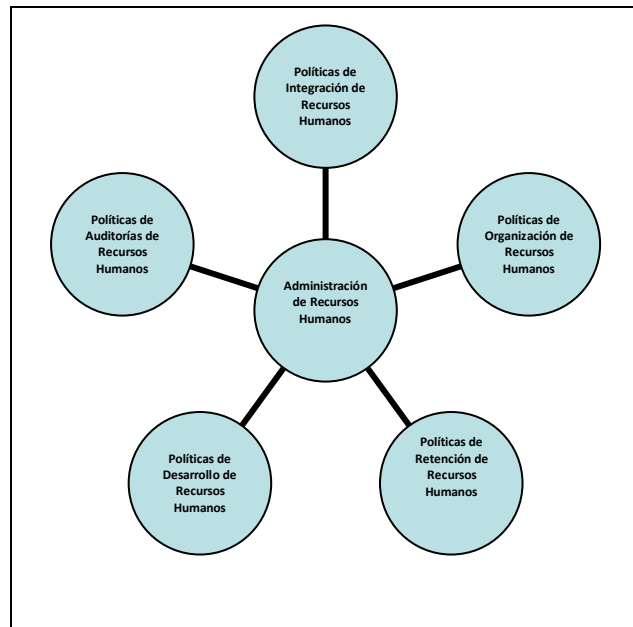 Políticas de
Integración de
Recursos
Humanos
Políticas de
Auditorías de
Recursos
Humanos
Políticas de
Organización de
Recursos
Humanos
Administración
de Recursos
Humanos
Políticas de
Desarrollo de
Recursos
Humanos
Políticas de
Retención de
Recursos
Humanos